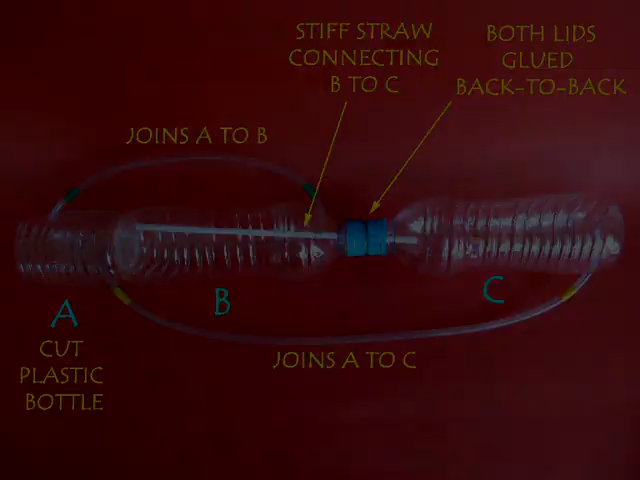 STIFF STRAW
CONNECTING
B TO C
BOTH LIDS
GLUED
BACK-TO-BACK
JOINS A TO B
A
B
C
CUT
PLASTIC
BOTTLE
JOINS A TO C